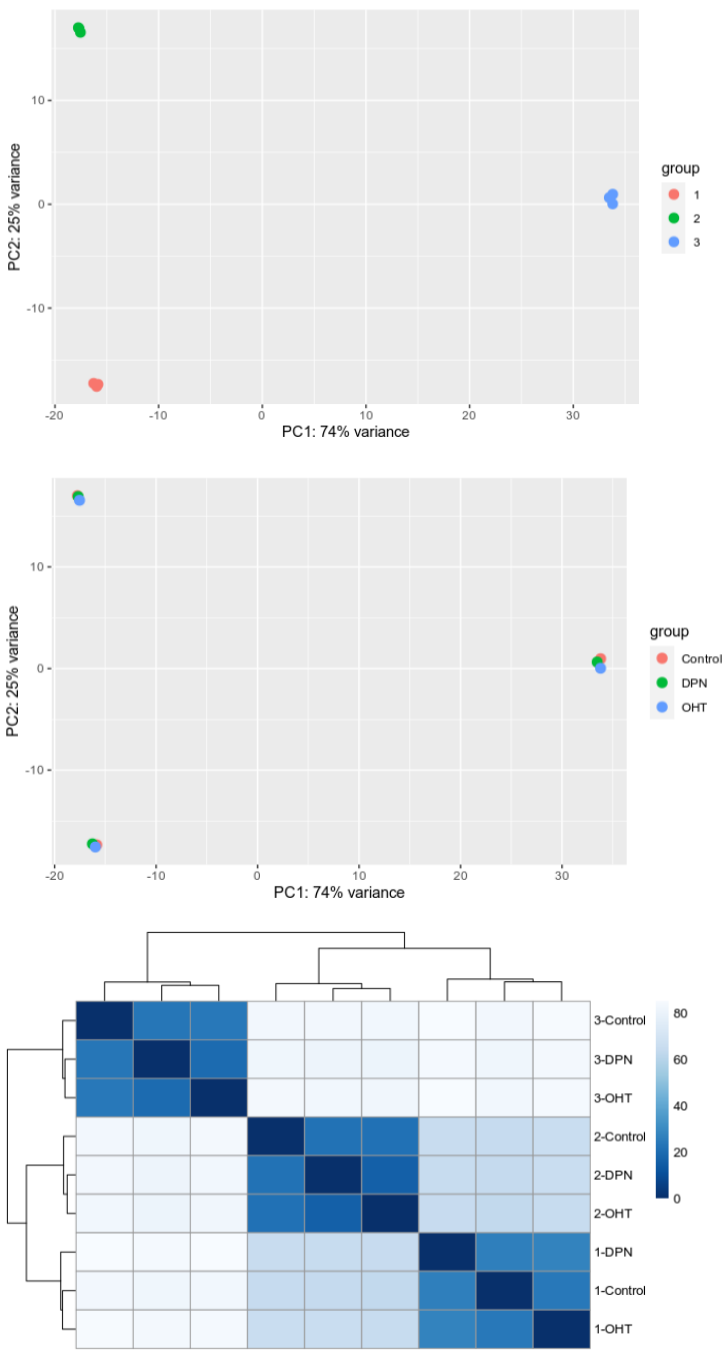 10
0
-10
PC2: 25% variance
-20
-10
0
10
20
30
PC1: 74% variance
group
1
2
3
10
0
-10
PC2: 25% variance
-20
-10
0
10
20
30
PC1: 74% variance
group
Control
DPN
OHT
3-Control
3-DPN
3-OHT
2-Control
2-DPN
2-OHT
1-DPN
1-Control
1-OHT
80
60
40
20
0